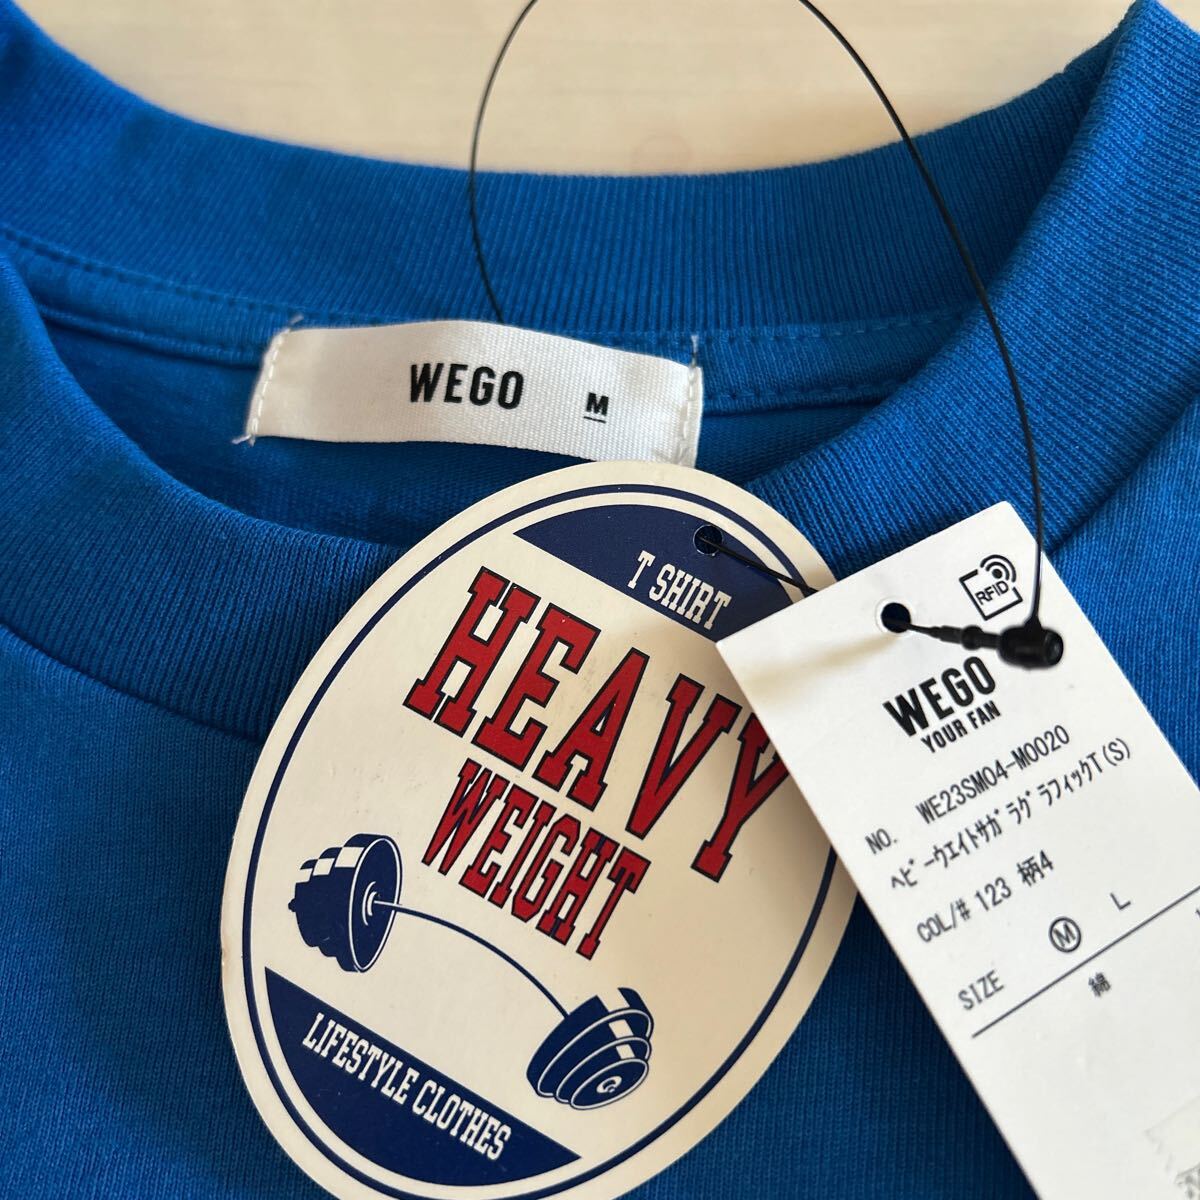 WEGO M
T SHIRT
HEAVY
WEIGHT
LIFESTYLE CLOTHES
RFID
WEGO
YOUR FAN
NO. WE23SM04-M0020
ﾍﾋﾞｰｳｴｲﾄｻｶﾞﾗｸﾞﾗﾌｨｯｸT(S)
COL/# 123 柄4
SIZE Ⓜ L
綿